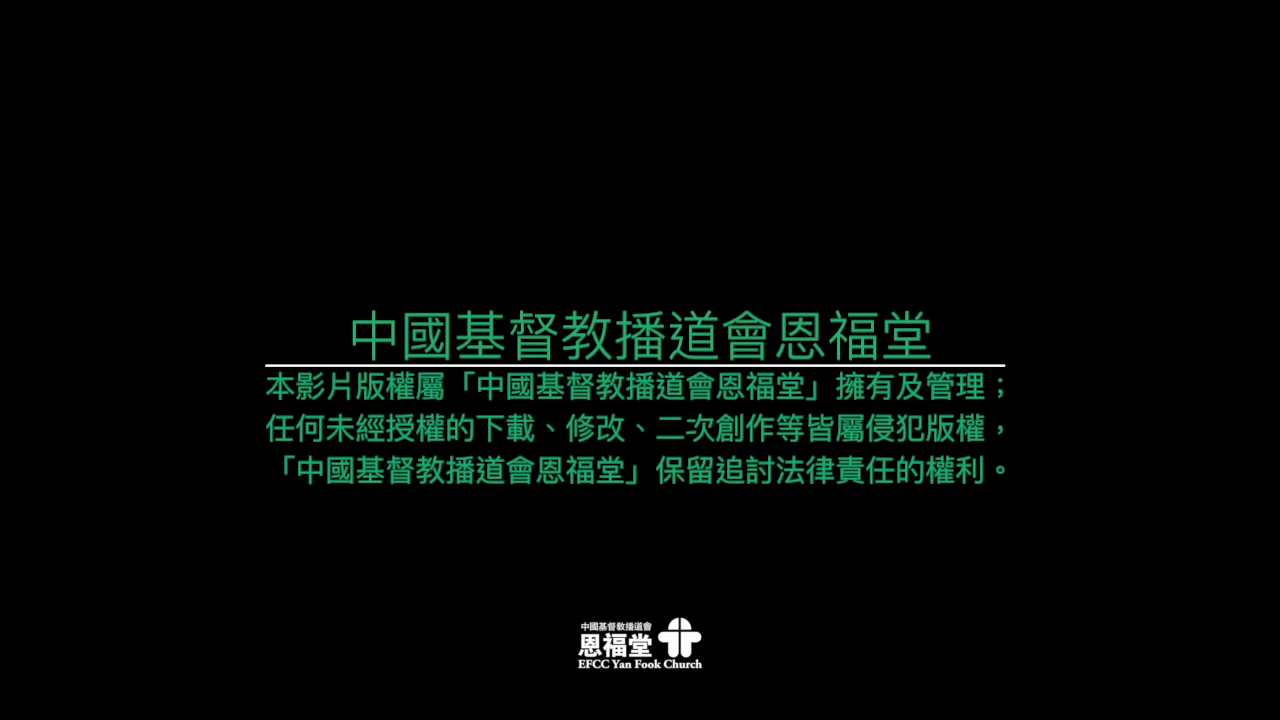 中國基督教播道會恩福堂
本影片版權屬「中國基督教播道會恩福堂」擁有及管理；
任何未經授權的下載、修改、二次創作等皆屬侵犯版權，
「中國基督教播道會恩福堂」保留追討法律責任的權利。
中國基督教播道會
恩福堂
EFCC Yan Fook Church